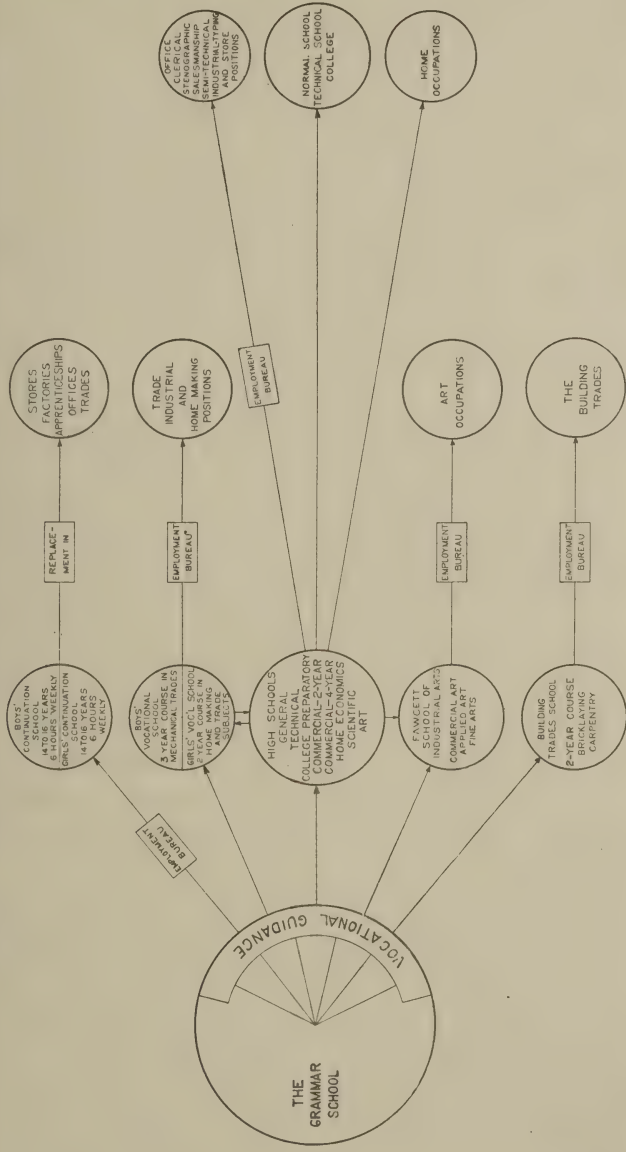 THE
GRAMMAR
SCHOOL
VOCATIONAL GUIDANCE
EMPLOYMENT
BUREAU
BOYS'
CONTINUATION
SCHOOL
14 TO 16 YEARS
6 HOURS WEEKLY
GIRLS' CONTINUATION
SCHOOL
14 TO 16 YEARS
6 HOURS
WEEKLY
REPLACE-
MENT IN
STORES
FACTORIES
APPRENTICESHIPS
OFFICES
TRADES
BOYS'
VOCATIONAL
SCHOOL
3 YEAR COURSE IN
MECHANICAL TRADES
GIRLS' VOC'L SCHOOL
2 YEAR COURSE IN
HOME MAKING
AND TRADE
SUBJECTS
EMPLOYMENT
BUREAU
TRADE
INDUSTRIAL
AND
HOME MAKING
POSITIONS
HIGH SCHOOLS
GENERAL
TECHNICAL
COLLEGE PREPARATORY
COMMERCIAL-2-YEAR
COMMERCIAL-4-YEAR
HOME ECONOMICS
SCIENTIFIC
ART
EMPLOYMENT
BUREAU
OFFICE
CLERICAL
STENOGRAPHIC
SALESMANSHIP
SEMI-TECHNICAL
INDUSTRIAL-TYPING
AND STORE
POSITIONS
NORMAL SCHOOL
TECHNICAL SCHOOL
COLLEGE
HOME
OCCUPATIONS
FAWCETT
SCHOOL OF
INDUSTRIAL ARTS
COMMERCIAL ART
APPLIED ART
FINE ARTS
EMPLOYMENT
BUREAU
ART
OCCUPATIONS
BUILDING
TRADES SCHOOL
2-YEAR COURSE
BRICKLAYING
CARPENTRY
EMPLOYMENT
BUREAU
THE
BUILDING
TRADES